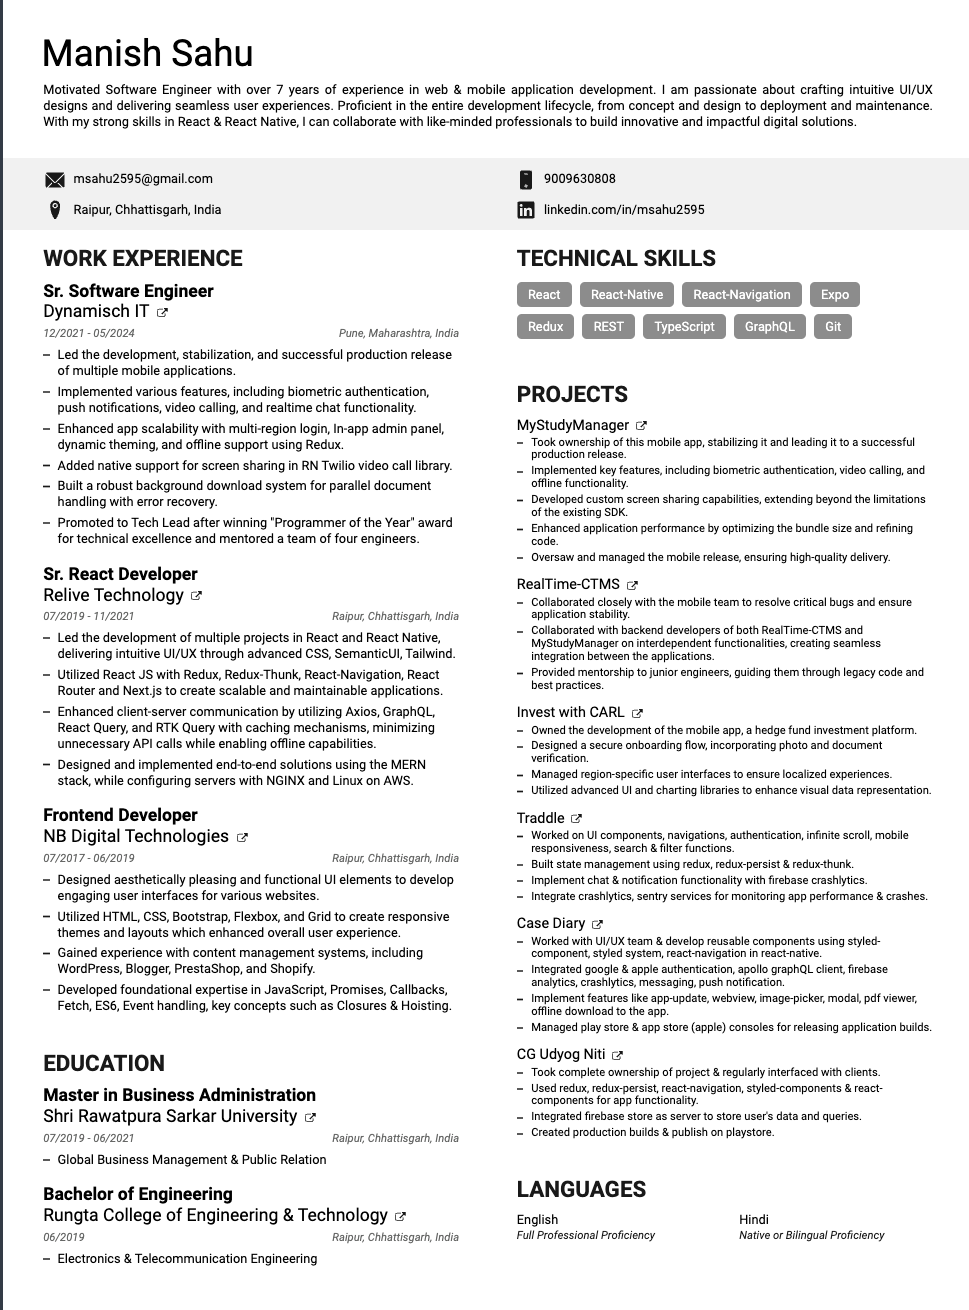 Manish Sahu
Motivated Software Engineer with over 7 years of experience in web & mobile application development. I am passionate about crafting intuitive UI/UX
designs and delivering seamless user experiences. Proficient in the entire development lifecycle, from concept and design to deployment and maintenance.
With my strong skills in React & React Native, I can collaborate with like-minded professionals to build innovative and impactful digital solutions.
msahu2595@gmail.com
9009630808
Raipur, Chhattisgarh, India
linkedin.com/in/msahu2595
WORK EXPERIENCE
Sr. Software Engineer
Dynamisch IT
12/2021 - 05/2024
Pune, Maharashtra, India
– Led the development, stabilization, and successful production release
of multiple mobile applications.
– Implemented various features, including biometric authentication,
push notifications, video calling, and realtime chat functionality.
– Enhanced app scalability with multi-region login, In-app admin panel,
dynamic theming, and offline support using Redux.
– Added native support for screen sharing in RN Twilio video call library.
– Built a robust background download system for parallel document
handling with error recovery.
– Promoted to Tech Lead after winning "Programmer of the Year" award
for technical excellence and mentored a team of four engineers.
Sr. React Developer
Relive Technology
07/2019 - 11/2021
Raipur, Chhattisgarh, India
– Led the development of multiple projects in React and React Native,
delivering intuitive UI/UX through advanced CSS, SemanticUI, Tailwind.
– Utilized React JS with Redux, Redux-Thunk, React-Navigation, React
Router and Next.js to create scalable and maintainable applications.
– Enhanced client-server communication by utilizing Axios, GraphQL,
React Query, and RTK Query with caching mechanisms, minimizing
unnecessary API calls while enabling offline capabilities.
– Designed and implemented end-to-end solutions using the MERN
stack, while configuring servers with NGINX and Linux on AWS.
Frontend Developer
NB Digital Technologies
07/2017 - 06/2019
Raipur, Chhattisgarh, India
– Designed aesthetically pleasing and functional UI elements to develop
engaging user interfaces for various websites.
– Utilized HTML, CSS, Bootstrap, Flexbox, and Grid to create responsive
themes and layouts which enhanced overall user experience.
– Gained experience with content management systems, including
WordPress, Blogger, PrestaShop, and Shopify.
– Developed foundational expertise in JavaScript, Promises, Callbacks,
Fetch, ES6, Event handling, key concepts such as Closures & Hoisting.
EDUCATION
Master in Business Administration
Shri Rawatpura Sarkar University
07/2019 - 06/2021
Raipur, Chhattisgarh, India
– Global Business Management & Public Relation
Bachelor of Engineering
Rungta College of Engineering & Technology
06/2019
Raipur, Chhattisgarh, India
– Electronics & Telecommunication Engineering
TECHNICAL SKILLS
React React-Native React-Navigation Expo
Redux REST TypeScript GraphQL Git
PROJECTS
MyStudyManager
– Took ownership of this mobile app, stabilizing it and leading it to a successful
production release.
– Implemented key features, including biometric authentication, video calling, and
offline functionality.
– Developed custom screen sharing capabilities, extending beyond the limitations
of the existing SDK.
– Enhanced application performance by optimizing the bundle size and refining
code.
– Oversaw and managed the mobile release, ensuring high-quality delivery.
RealTime-CTMS
– Collaborated closely with the mobile team to resolve critical bugs and ensure
application stability.
– Collaborated with backend developers of both RealTime-CTMS and
MyStudyManager on interdependent functionalities, creating seamless
integration between the applications.
– Provided mentorship to junior engineers, guiding them through legacy code and
best practices.
Invest with CARL
– Owned the development of the mobile app, a hedge fund investment platform.
– Designed a secure onboarding flow, incorporating photo and document
verification.
– Managed region-specific user interfaces to ensure localized experiences.
– Utilized advanced UI and charting libraries to enhance visual data representation.
Traddle
– Worked on UI components, navigations, authentication, infinite scroll, mobile
responsiveness, search & filter functions.
– Built state management using redux, redux-persist & redux-thunk.
– Implement chat & notification functionality with firebase crashlytics.
– Integrate crashlytics, sentry services for monitoring app performance & crashes.
Case Diary
– Worked with UI/UX team & develop reusable components using styled-
component, styled system, react-navigation in react-native.
– Integrated google & apple authentication, apollo graphQL client, firebase
analytics, crashlytics, messaging, push notification.
– Implement features like app-update, webview, image-picker, modal, pdf viewer,
offline download to the app.
– Managed play store & app store (apple) consoles for releasing application builds.
CG Udyog Niti
– Took complete ownership of project & regularly interfaced with clients.
– Used redux, redux-persist, react-navigation, styled-components & react-
components for app functionality.
– Integrated firebase store as server to store user's data and queries.
– Created production builds & publish on playstore.
LANGUAGES
English
Full Professional Proficiency
Hindi
Native or Bilingual Proficiency